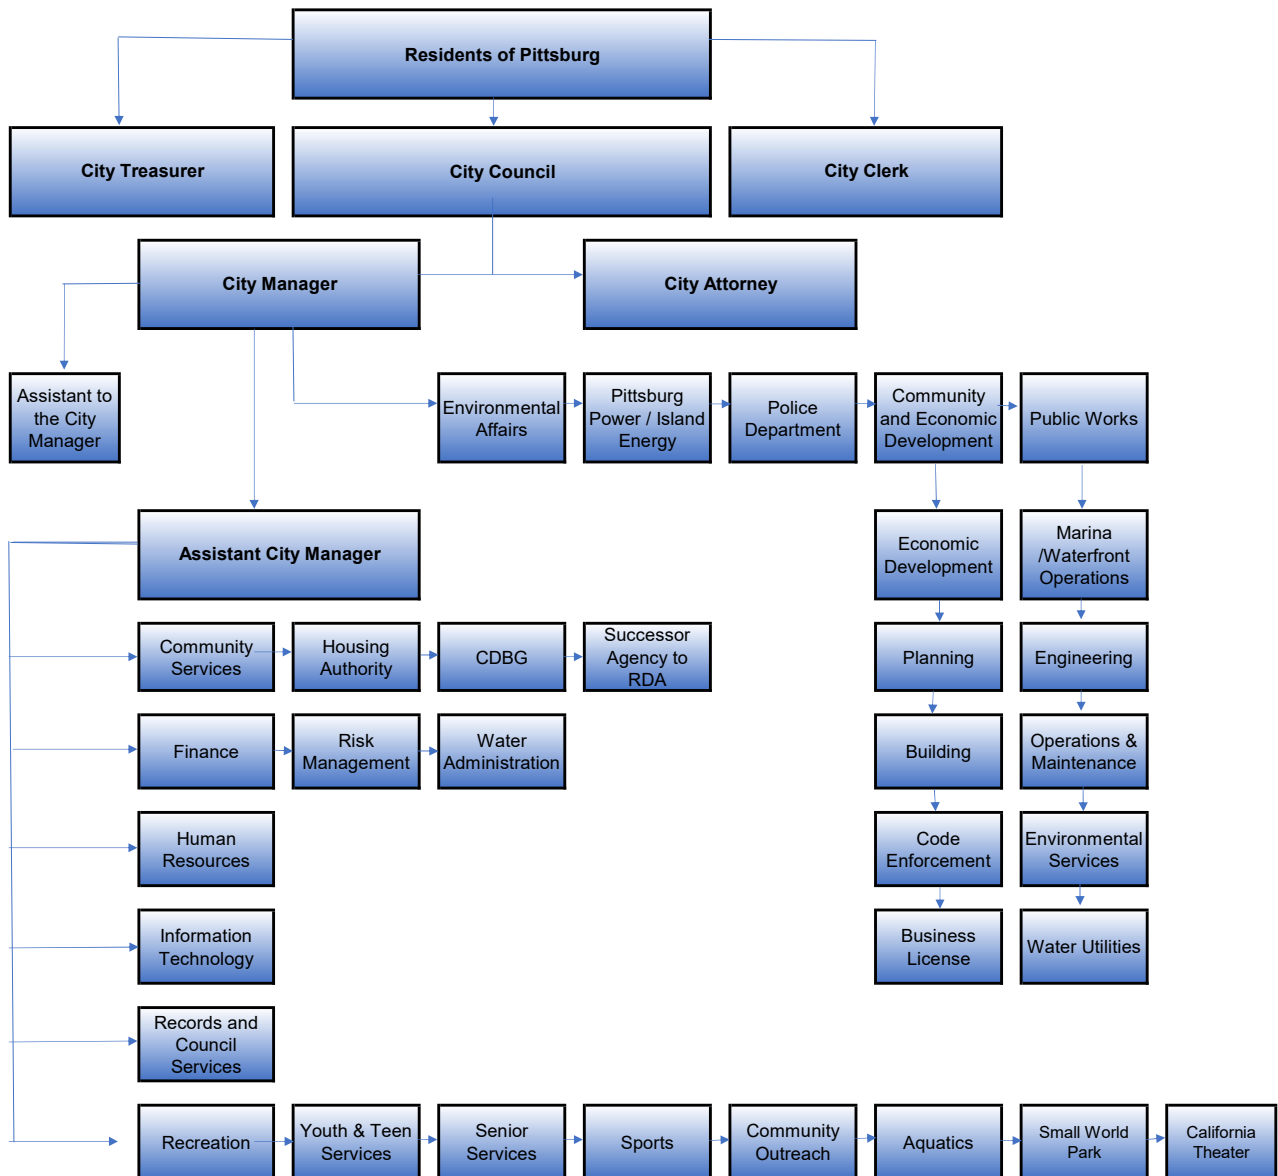 Residents of Pittsburg
City Treasurer
City Council
City Clerk
City Manager
City Attorney
Assistant to
the City
Manager
Environmental
Affairs
Pittsburg
Power / Island
Energy
Police
Department
Community
and Economic
Development
Public Works
Assistant City Manager
Economic
Development
Marina
/Waterfront
Operations
Community
Services
Housing
Authority
CDBG
Successor
Agency to
RDA
Planning
Engineering
Finance
Risk
Management
Water
Administration
Building
Operations &
Maintenance
Human
Resources
Code
Enforcement
Environmental
Services
Information
Technology
Business
License
Water Utilities
Records and
Council
Services
Recreation
Youth & Teen
Services
Senior
Services
Sports
Community
Outreach
Aquatics
Small World
Park
California
Theater